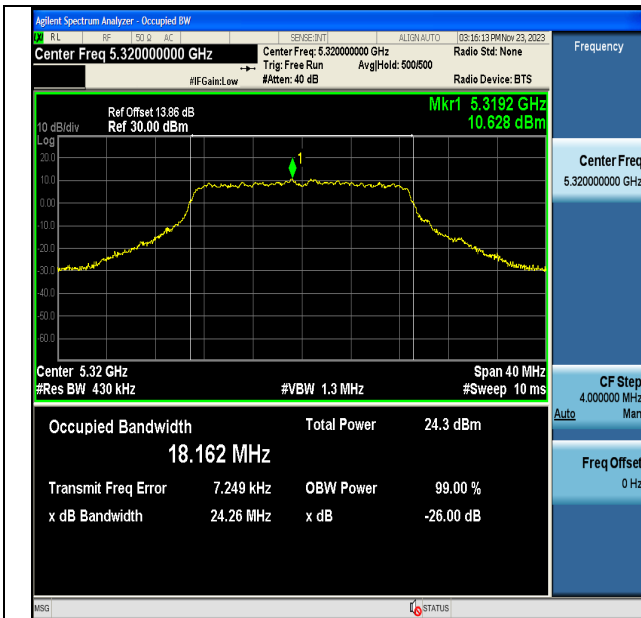 Agilent Spectrum Analyzer - Occupied BW
RL RF 50 Ω AC SENSE:INT ALIGN AUTO 03:16:13 PM Nov 23, 2023
Center Freq 5.320000000 GHz
Center Freq: 5.320000000 GHz
Radio Std: None
Trig: Free Run Avg|Hold: 500/500
#IFGain:Low
#Atten: 40 dB
Radio Device: BTS
Ref Offset 13.86 dB
10 dB/div Ref 30.00 dBm
Mkr1 5.3192 GHz
10.628 dBm
Log
20.0
10.0
0.00
-10.0
-20.0
-30.0
-40.0
-50.0
-60.0
1
Center 5.32 GHz
Span 40 MHz
#Res BW 430 kHz
#VBW 1.3 MHz
#Sweep 10 ms
Occupied Bandwidth
18.162 MHz
Total Power 24.3 dBm
Transmit Freq Error 7.249 kHz
OBW Power 99.00 %
x dB Bandwidth 24.26 MHz
x dB -26.00 dB
MSG
STATUS
Frequency
Center Freq
5.320000000 GHz
CF Step
4.000000 MHz
Auto Man
Freq Offset
0 Hz